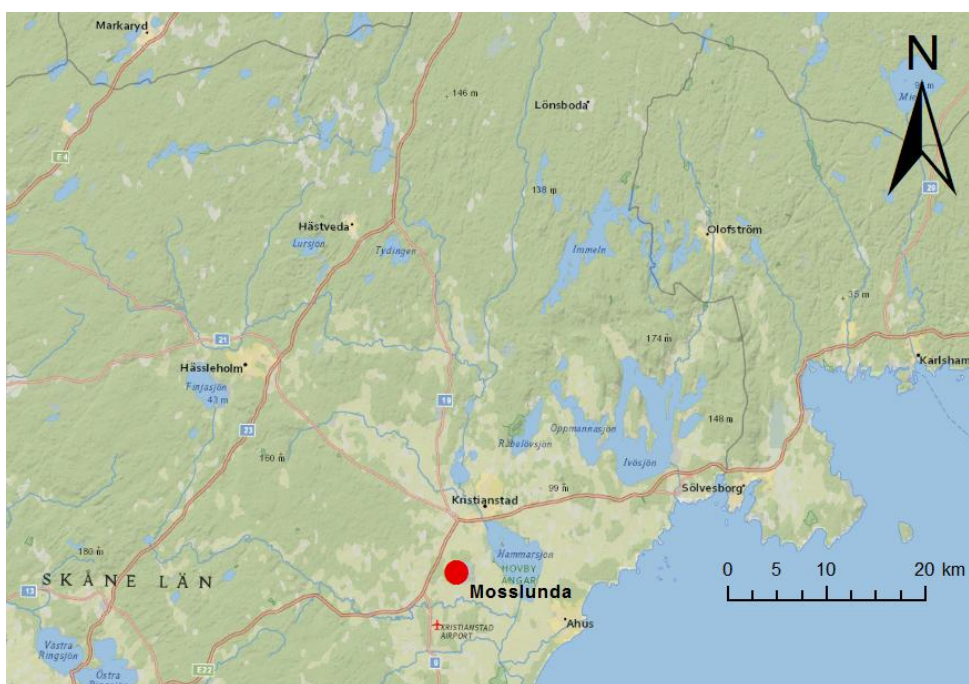 Markaryd
N
146 m
Lönsboda
E4
29
138 m
Hästveda
Lursjön
Tydingen
Immeln
Olofström
35 m
21
174 m
Hässleholm
Finjasjön
43 m
Karlsham
19
23
Råbelövsjön
Oppmannasjön
148 m
160 m
Ivösjön
99 m
Sölvesborg
Kristianstad
180 m
Hammarsjön
HOVBY
ÄNGAR
SKÅNE LÄN
13
Mosslunda
0 5 10 20 km
Åhus
KRISTIANSTAD
AIRPORT
Västra
Ringsjön
E22
9
Östra